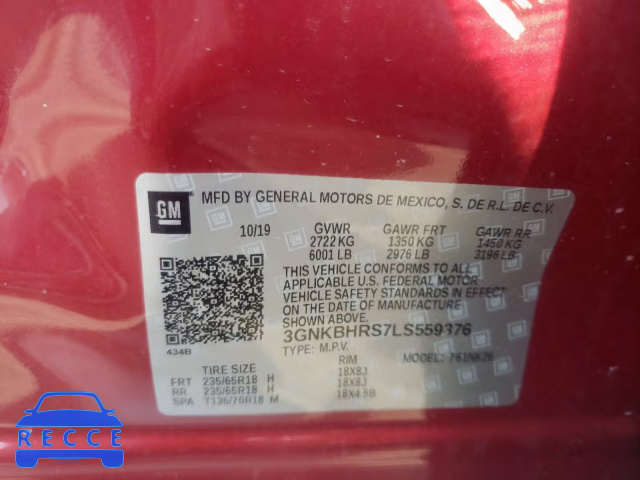 GM
MFD BY GENERAL MOTORS DE MEXICO, S. DE R.L. DE C.V.
10/19 GVWR GAWR FRT GAWR RR
2722 KG 1350 KG 1450 KG
6001 LB 2976 LB 3196 LB
THIS VEHICLE CONFORMS TO ALL
APPLICABLE U.S. FEDERAL MOTOR
VEHICLE SAFETY STANDARDS IN
EFFECT ON THE DATE OF
MANUFACTURE SHOWN ABOVE.
3GNKBHRS7LS559376
434B
TYPE: M.P.V. MODEL: 761NK26
TIRE SIZE RIM
FRT 235/65R18 H 18X8J
RR 235/65R18 H 18X8J
SPA T135/70R18 M 18X4.5B
RECCE